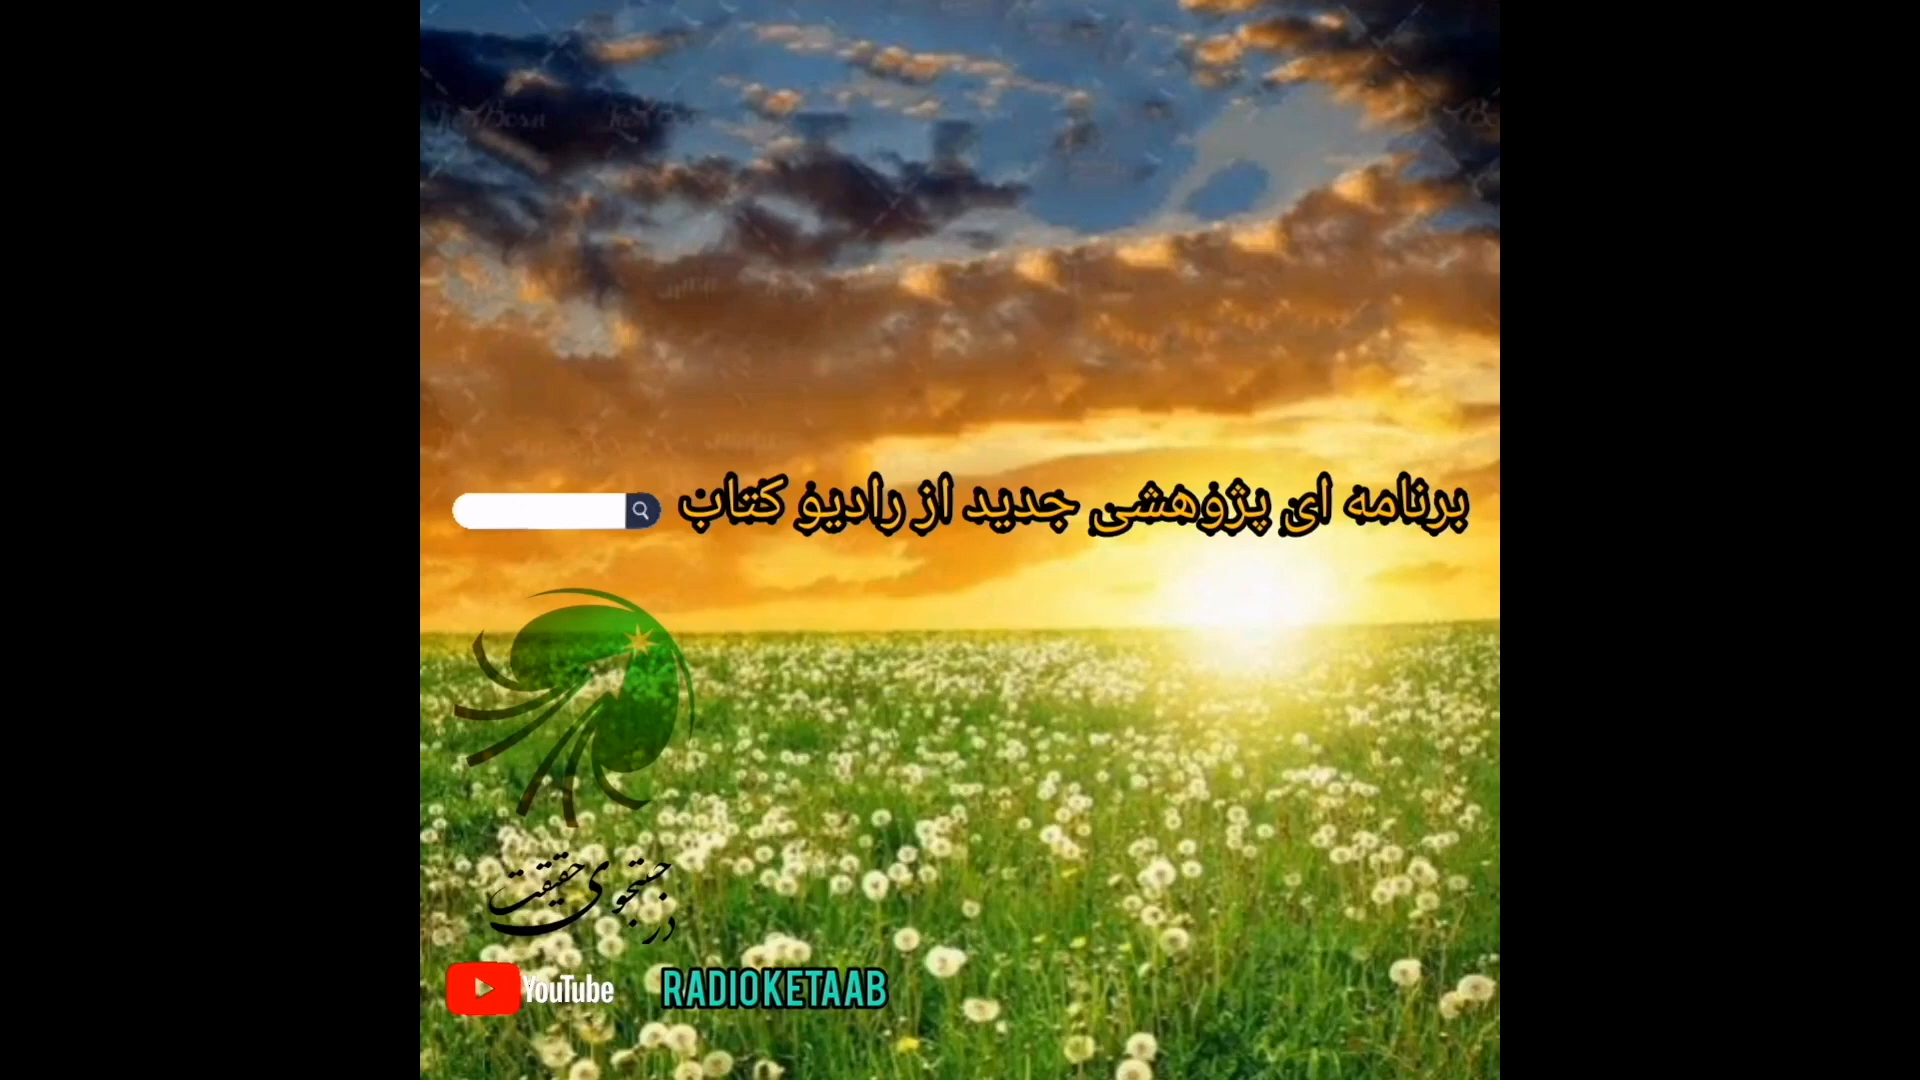 برنامه ای پژوهشی جدید از رادیو کتاب
در جستجوی حقیقت
YouTube RADIOKETAAB